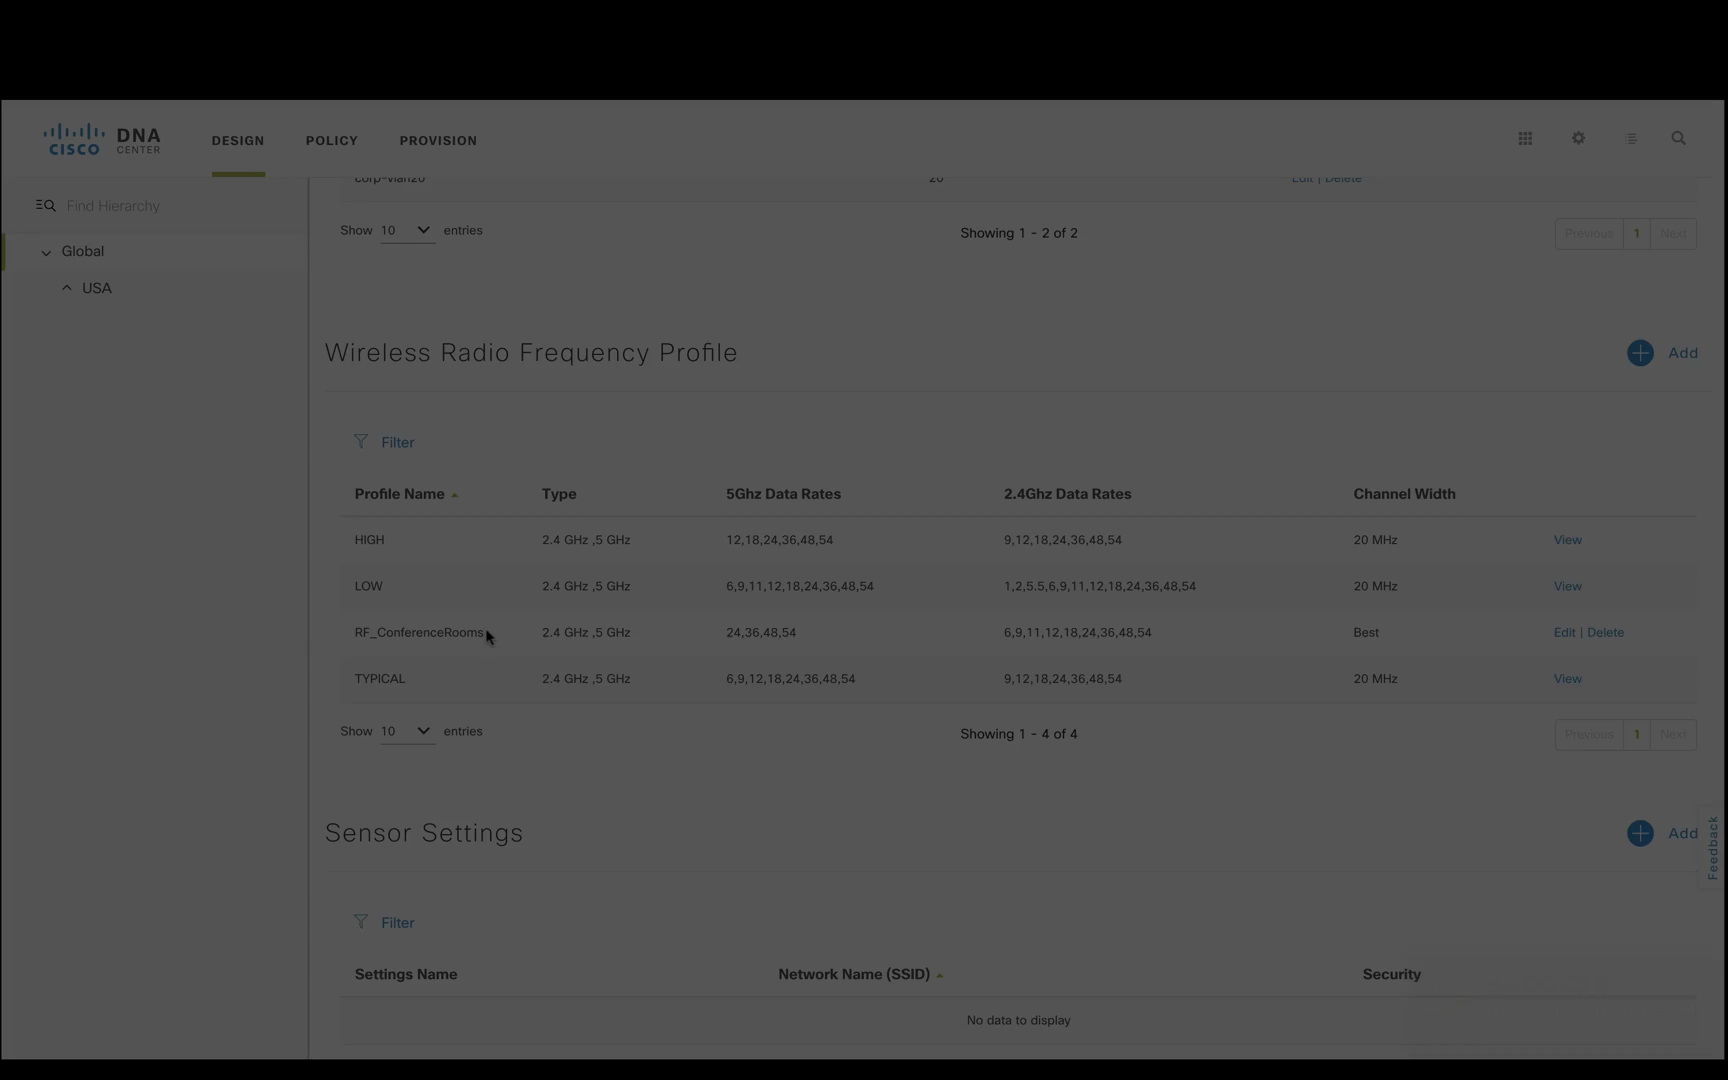 CISCO DNA CENTER
DESIGN POLICY PROVISION
Find Hierarchy
Global
USA
corp-vlan20 20 Edit | Delete
Show 10 entries Showing 1 - 2 of 2 Previous 1 Next
Wireless Radio Frequency Profile Add
Filter
Profile Name Type 5Ghz Data Rates 2.4Ghz Data Rates Channel Width
HIGH 2.4 GHz ,5 GHz 12,18,24,36,48,54 9,12,18,24,36,48,54 20 MHz View
LOW 2.4 GHz ,5 GHz 6,9,11,12,18,24,36,48,54 1,2,5.5,6,9,11,12,18,24,36,48,54 20 MHz View
RF_ConferenceRooms 2.4 GHz ,5 GHz 24,36,48,54 6,9,11,12,18,24,36,48,54 Best Edit | Delete
TYPICAL 2.4 GHz ,5 GHz 6,9,12,18,24,36,48,54 9,12,18,24,36,48,54 20 MHz View
Show 10 entries Showing 1 - 4 of 4 Previous 1 Next
Sensor Settings Add
Feedback
Filter
Settings Name Network Name (SSID) Security
No data to display